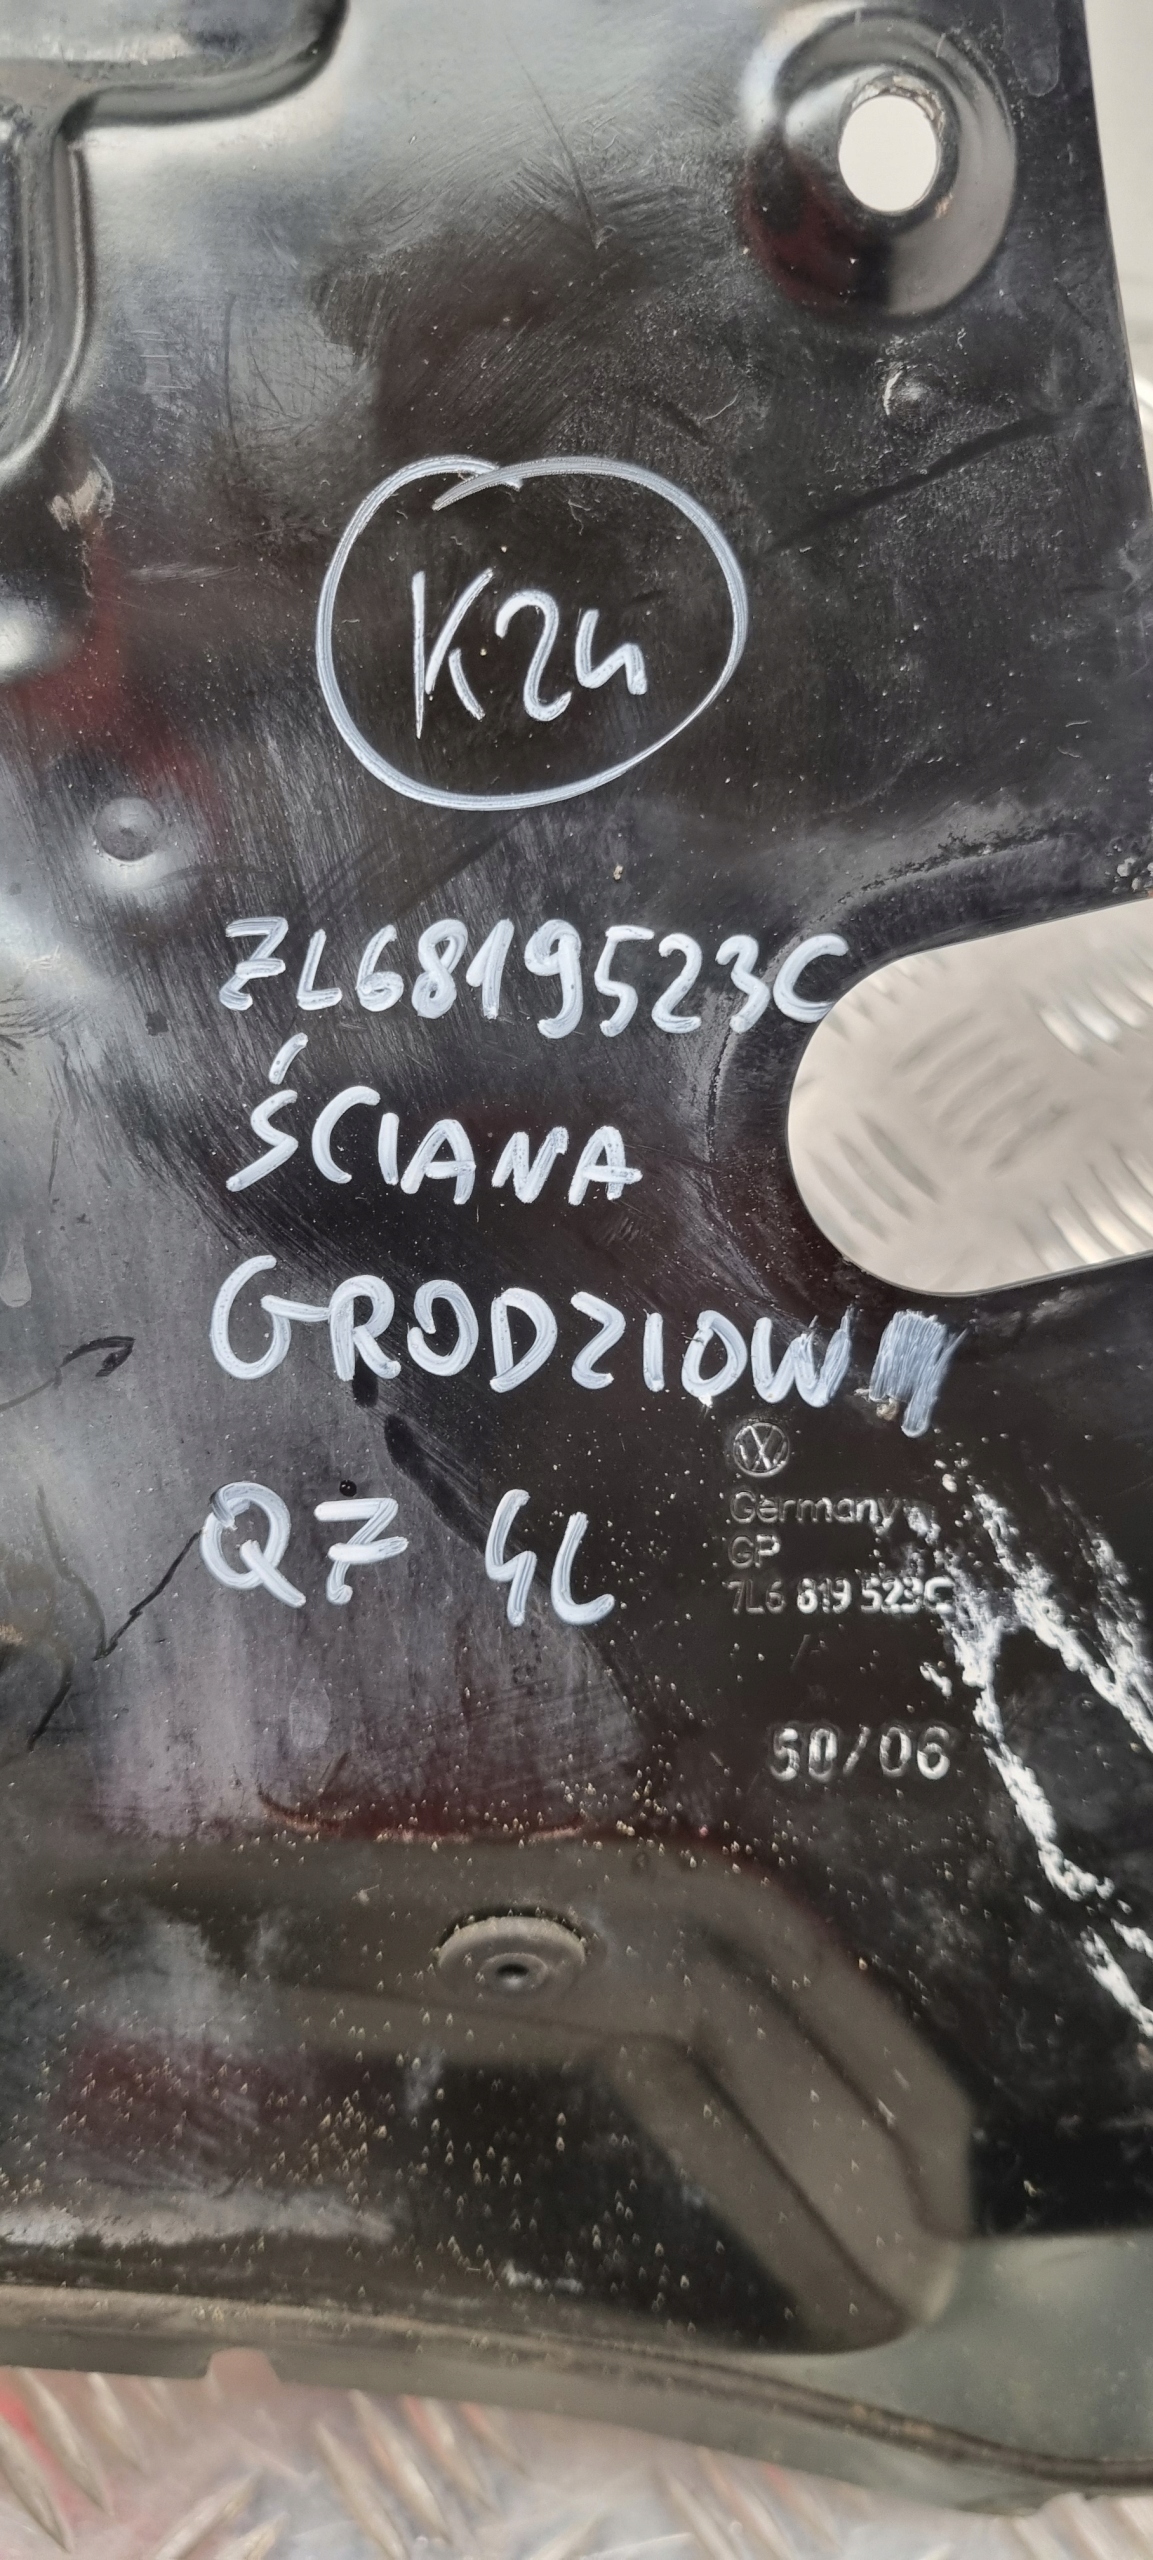 K24
7L6819523C
ŚCIANA
GRODZIOW
Q7 4L
Germany
GP
7L6 819 523C
50/06